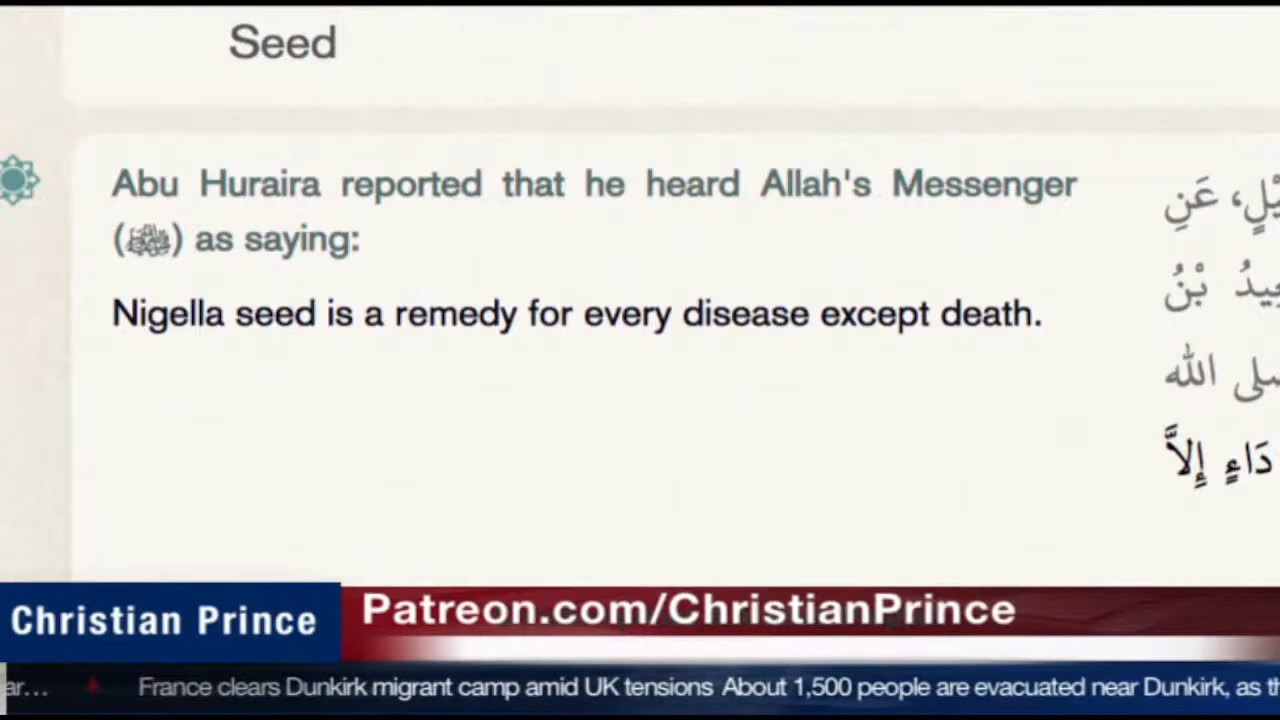 Seed
Abu Huraira reported that he heard Allah's Messenger
(ﷺ) as saying:
Nigella seed is a remedy for every disease except death.
عَنِ
بْنُ
الله
دَاءٍ إِلاَّ
Christian Prince
Patreon.com/ChristianPrince
ar… France clears Dunkirk migrant camp amid UK tensions About 1,500 people are evacuated near Dunkirk, as th